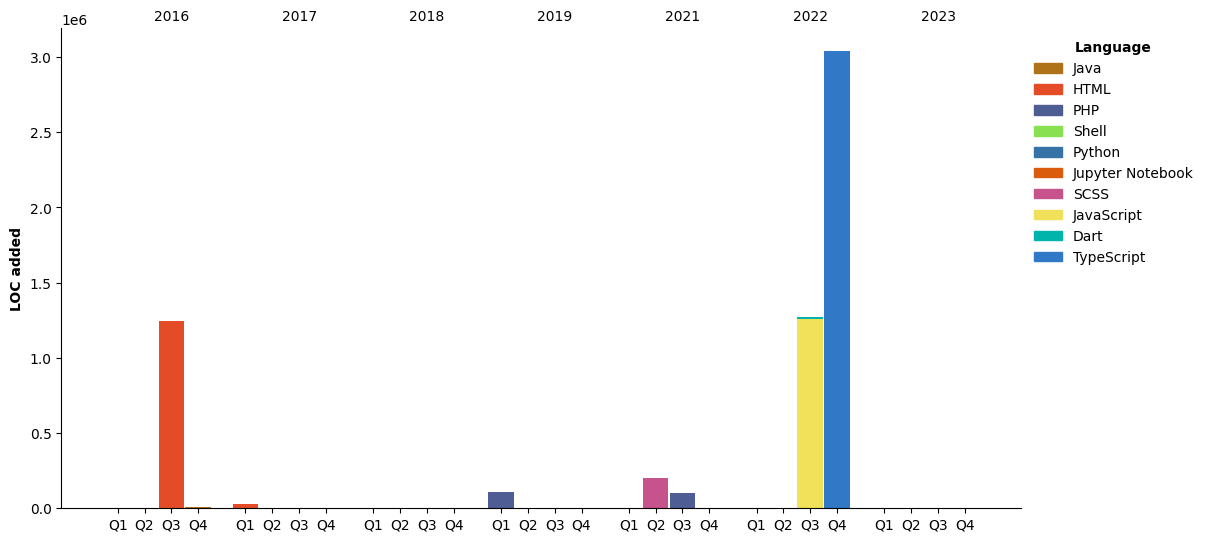 1e6
2016 2017 2018 2019 2021 2022 2023
Language
Java
HTML
PHP
Shell
Python
Jupyter Notebook
SCSS
JavaScript
Dart
TypeScript
LOC added
3.0
2.5
2.0
1.5
1.0
0.5
0.0
Q1 Q2 Q3 Q4 Q1 Q2 Q3 Q4 Q1 Q2 Q3 Q4 Q1 Q2 Q3 Q4 Q1 Q2 Q3 Q4 Q1 Q2 Q3 Q4 Q1 Q2 Q3 Q4